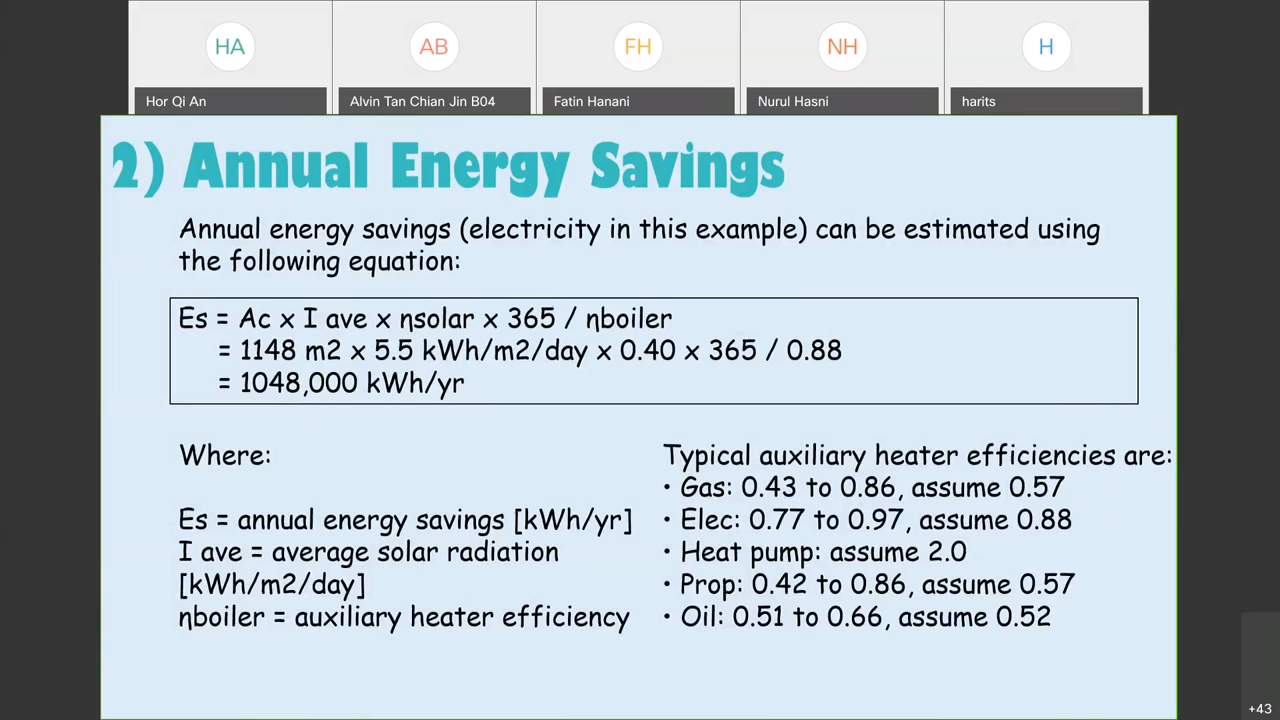 HA
AB
FH
NH
H
Hor Qi An
Alvin Tan Chian Jin B04
Fatin Hanani
Nurul Hasni
harits
2) Annual Energy Savings
Annual energy savings (electricity in this example) can be estimated using
the following equation:
Es = Ac x I ave x ηsolar x 365 / ηboiler
= 1148 m2 x 5.5 kWh/m2/day x 0.40 x 365 / 0.88
= 1048,000 kWh/yr
Where:
Es = annual energy savings [kWh/yr]
I ave = average solar radiation
[kWh/m2/day]
ηboiler = auxiliary heater efficiency
Typical auxiliary heater efficiencies are:
• Gas: 0.43 to 0.86, assume 0.57
• Elec: 0.77 to 0.97, assume 0.88
• Heat pump: assume 2.0
• Prop: 0.42 to 0.86, assume 0.57
• Oil: 0.51 to 0.66, assume 0.52
+43